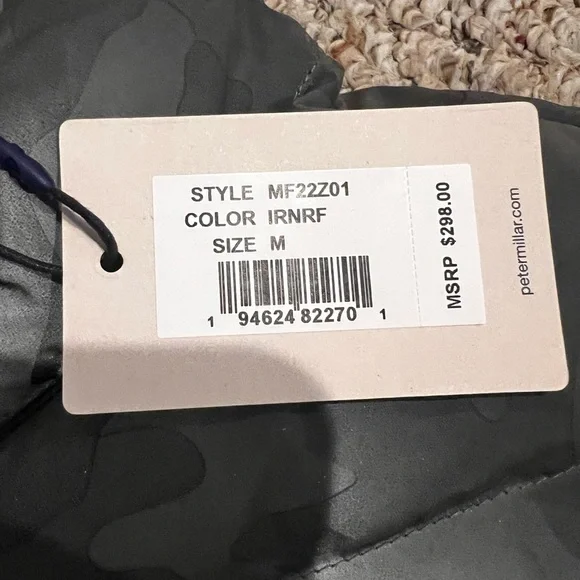 STYLE MF22Z01
COLOR IRNRF
SIZE M
1 94624 82270 1
MSRP $298.00
petermillar.com